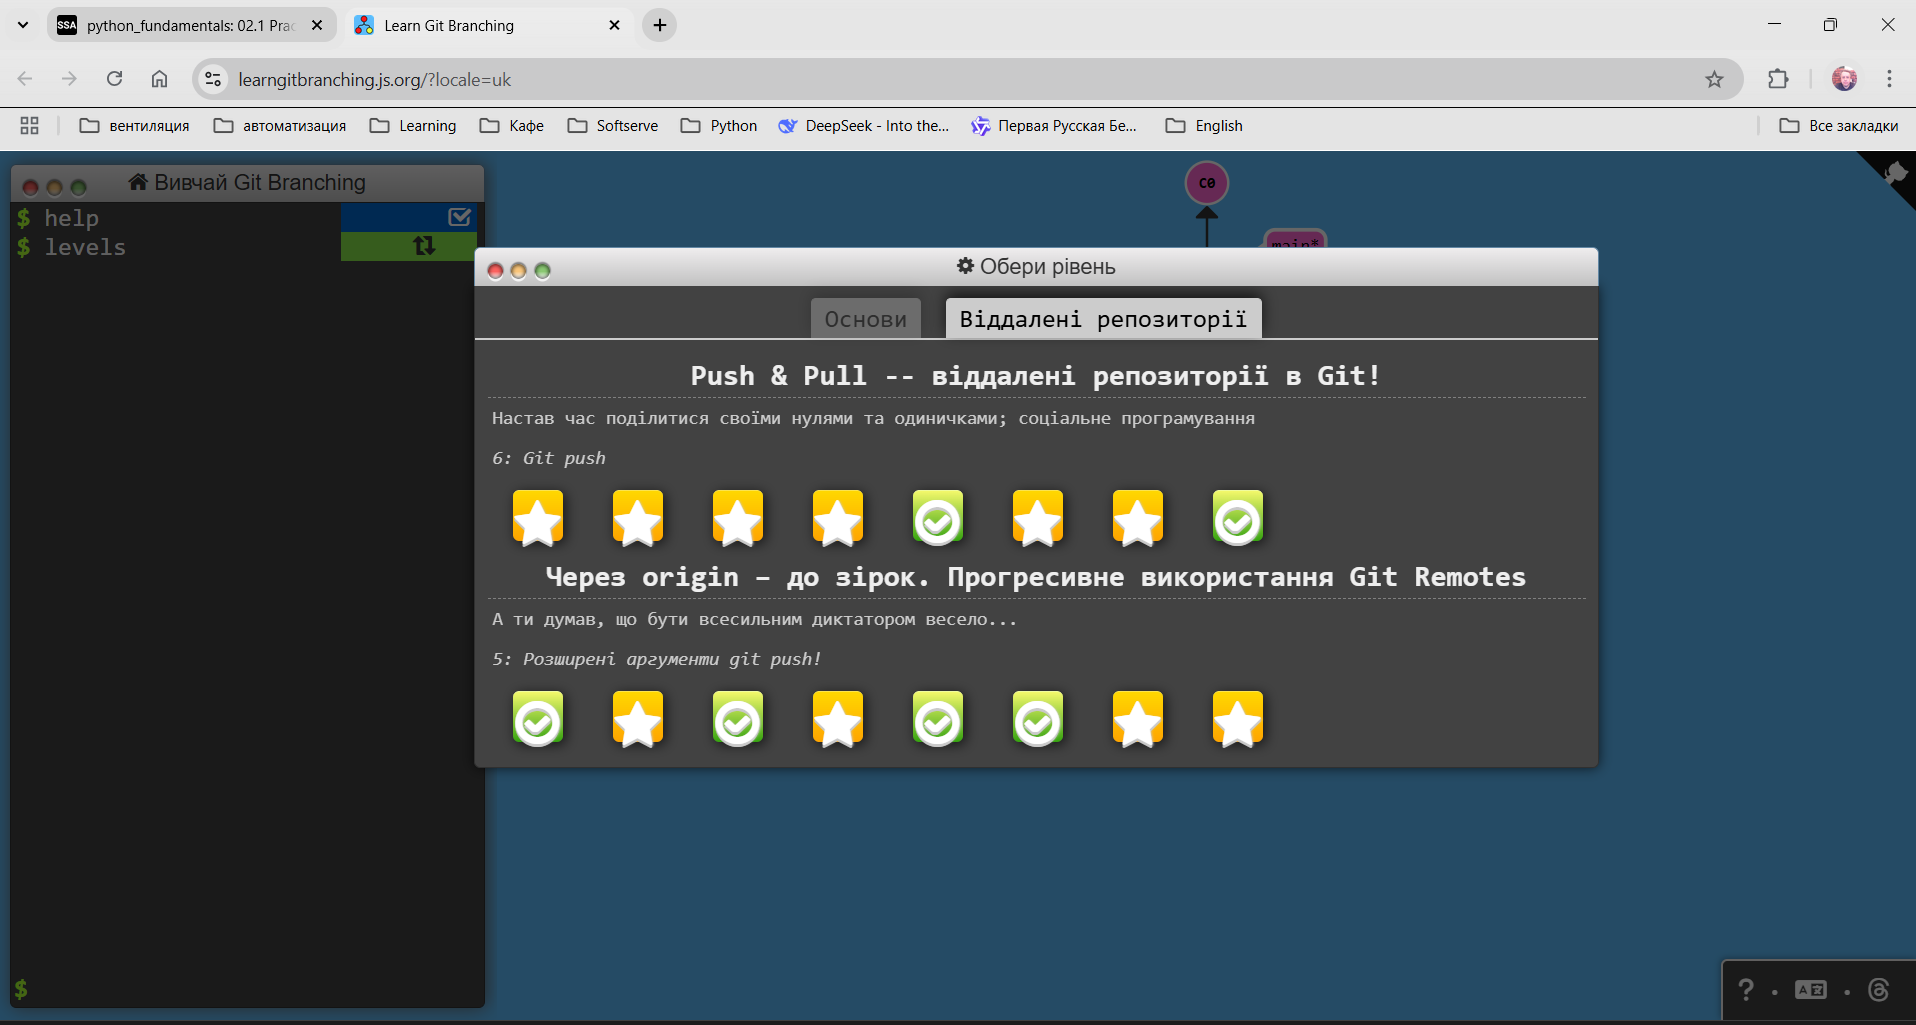 python_fundamentals: 02.1 Prac
Learn Git Branching
learngitbranching.js.org/?locale=uk
вентиляция
автоматизация
Learning
Кафе
Softserve
Python
DeepSeek - Into the...
Первая Русская Бе...
English
Все закладки
Вивчай Git Branching
$ help
$ levels
$
C0
main*
Обери рівень
Основи
Віддалені репозиторії
Push & Pull -- віддалені репозиторії в Git!
Настав час поділитися своїми нулями та одиничками; соціальне програмування
6: Git push
Через origin – до зірок. Прогресивне використання Git Remotes
А ти думав, що бути всесильним диктатором весело...
5: Розширені аргументи git push!